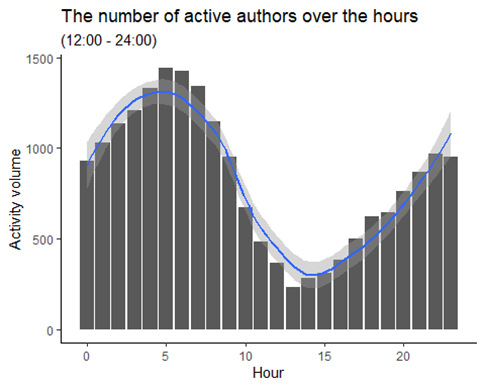 The number of active authors over the hours
(12:00 - 24:00)
1500
1000
500
0
Activity volume
0 5 10 15 20
Hour